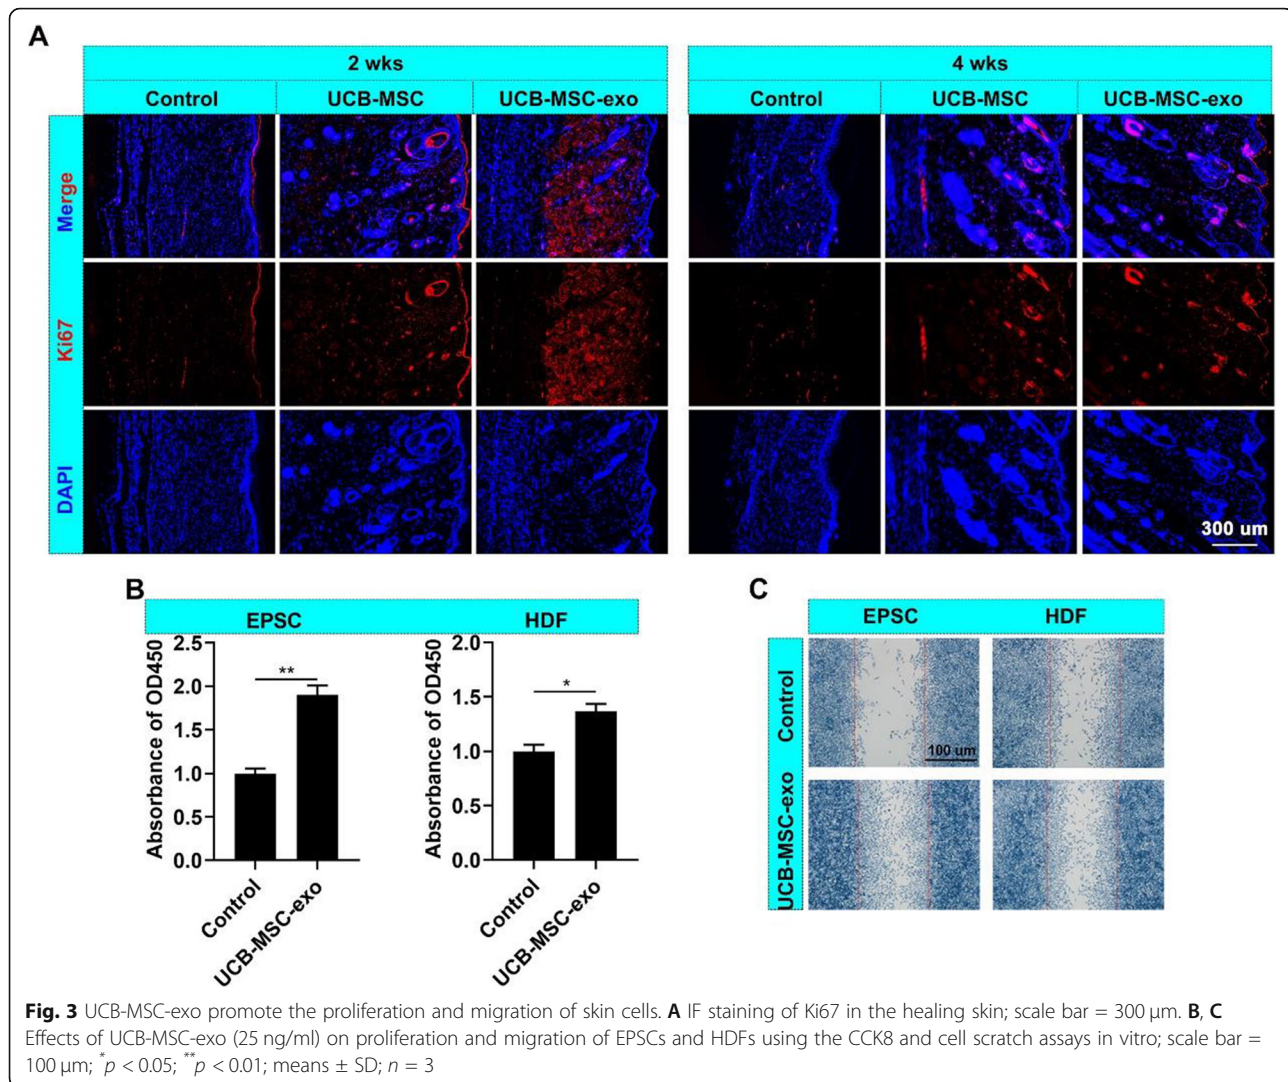 A
2 wks
4 wks
Control UCB-MSC UCB-MSC-exo Control UCB-MSC UCB-MSC-exo
Merge
Ki67
DAPI
300 um
B
EPSC HDF
Absorbance of OD450
2.5
2.0
1.5
1.0
0.5
0.0
**
Control
UCB-MSC-exo
Absorbance of OD450
2.0
1.5
1.0
0.5
0.0
*
Control
UCB-MSC-exo
C
EPSC HDF
Control
UCB-MSC-exo
100 um
Fig. 3 UCB-MSC-exo promote the proliferation and migration of skin cells. A IF staining of Ki67 in the healing skin; scale bar = 300 μm. B, C
Effects of UCB-MSC-exo (25 ng/ml) on proliferation and migration of EPSCs and HDFs using the CCK8 and cell scratch assays in vitro; scale bar =
100 μm; *p < 0.05; **p < 0.01; means ± SD; n = 3